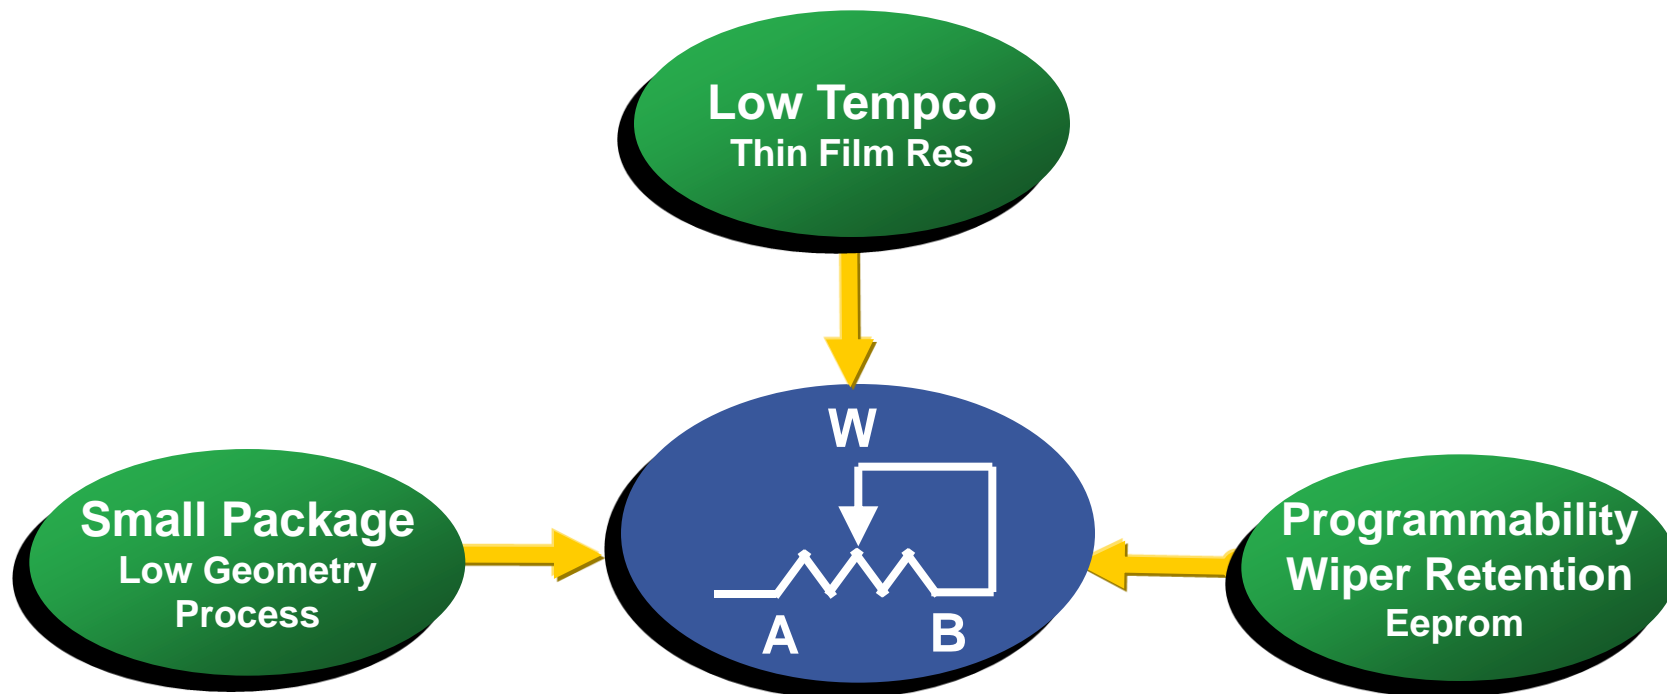 Low Tempco
Thin Film Res
W
Small Package
Low Geometry
Process
A
B
Programmability
Wiper Retention
Eeprom